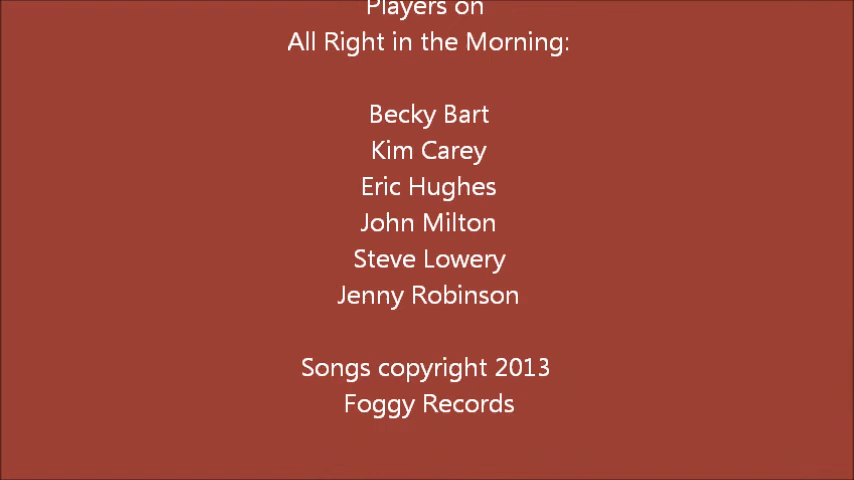 Players on
All Right in the Morning:
Becky Bart
Kim Carey
Eric Hughes
John Milton
Steve Lowery
Jenny Robinson
Songs copyright 2013
Foggy Records